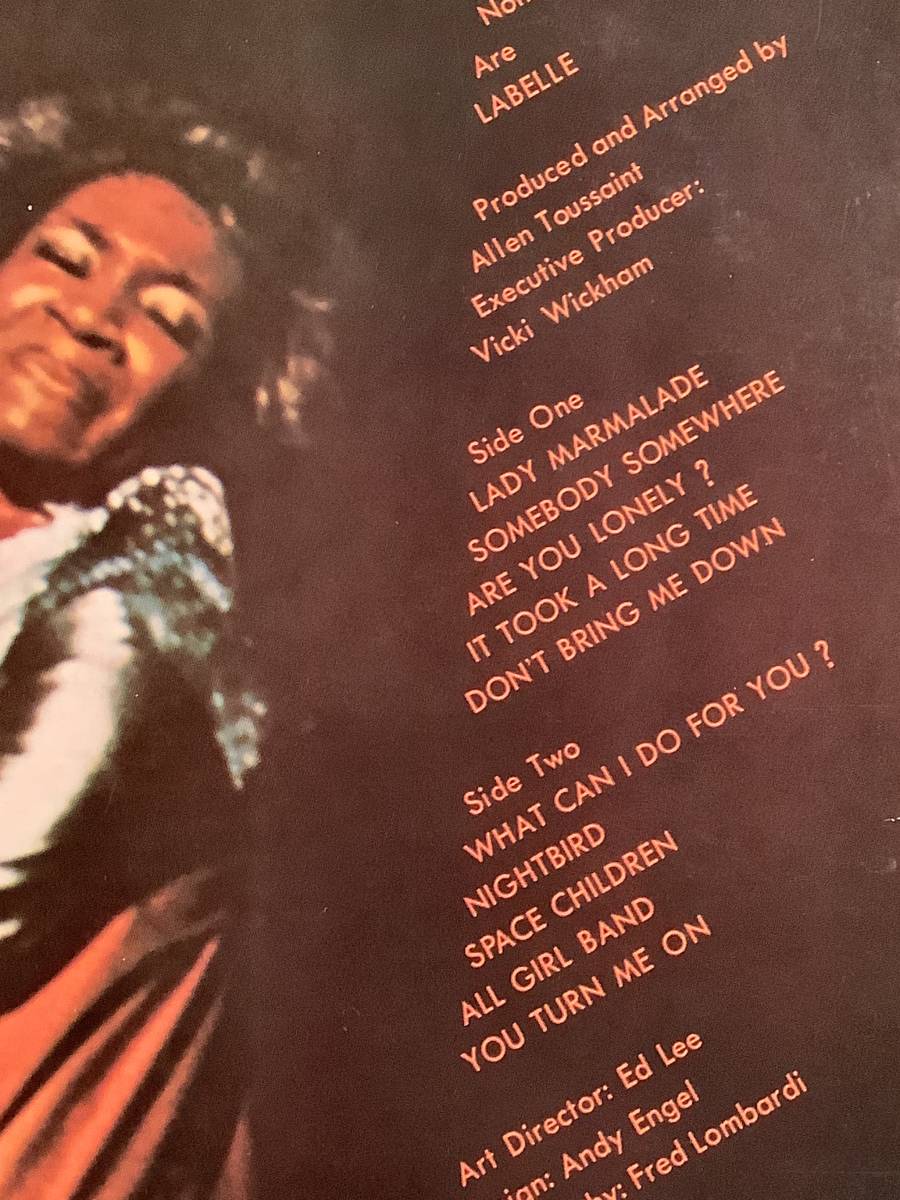 Are
LABELLE
Produced and Arranged by
Allen Toussaint
Executive Producer:
Vicki Wickham
Side One
LADY MARMALADE
SOMEBODY SOMEWHERE
ARE YOU LONELY ?
IT TOOK A LONG TIME
DON'T BRING ME DOWN
Side Two
WHAT CAN I DO FOR YOU ?
NIGHTBIRD
SPACE CHILDREN
ALL GIRL BAND
YOU TURN ME ON
Art Director: Ed Lee
Andy Engel
Fred Lombardi